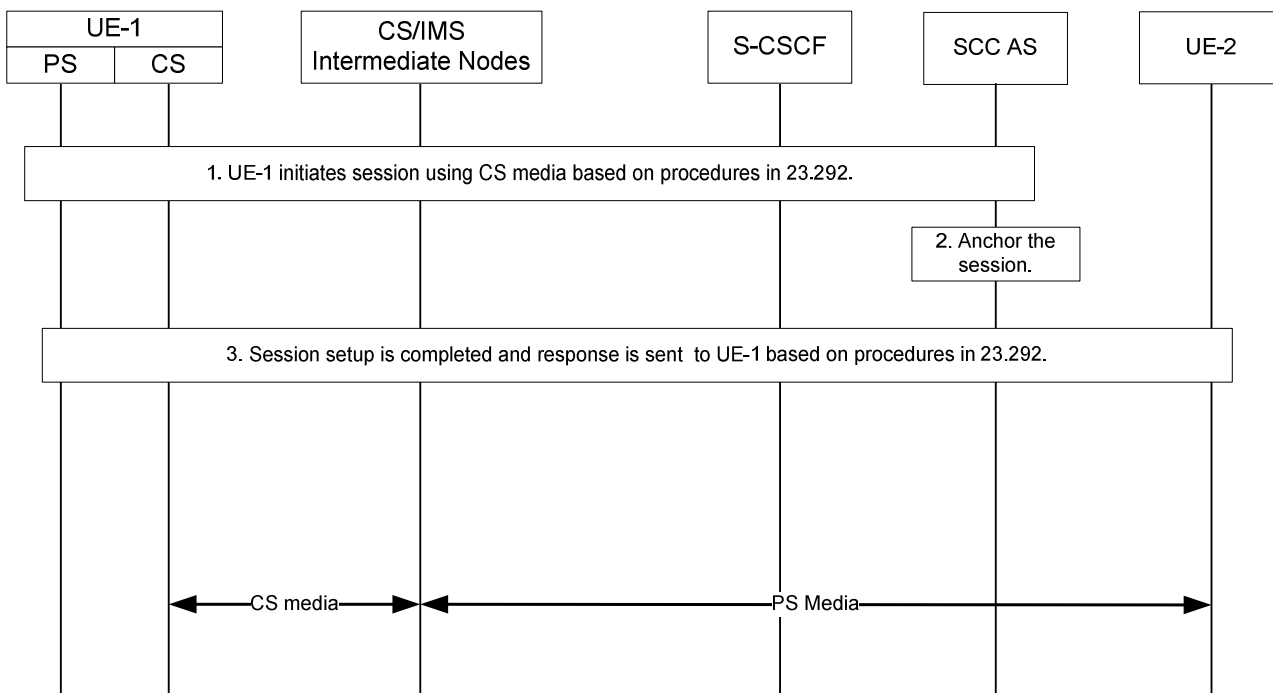 UE-1
PS
CS
CS/IMS
Intermediate Nodes
S-CSCF
SCC AS
UE-2
1. UE-1 initiates session using CS media based on procedures in 23.292.
2. Anchor the
session.
3. Session setup is completed and response is sent to UE-1 based on procedures in 23.292.
CS media
PS Media